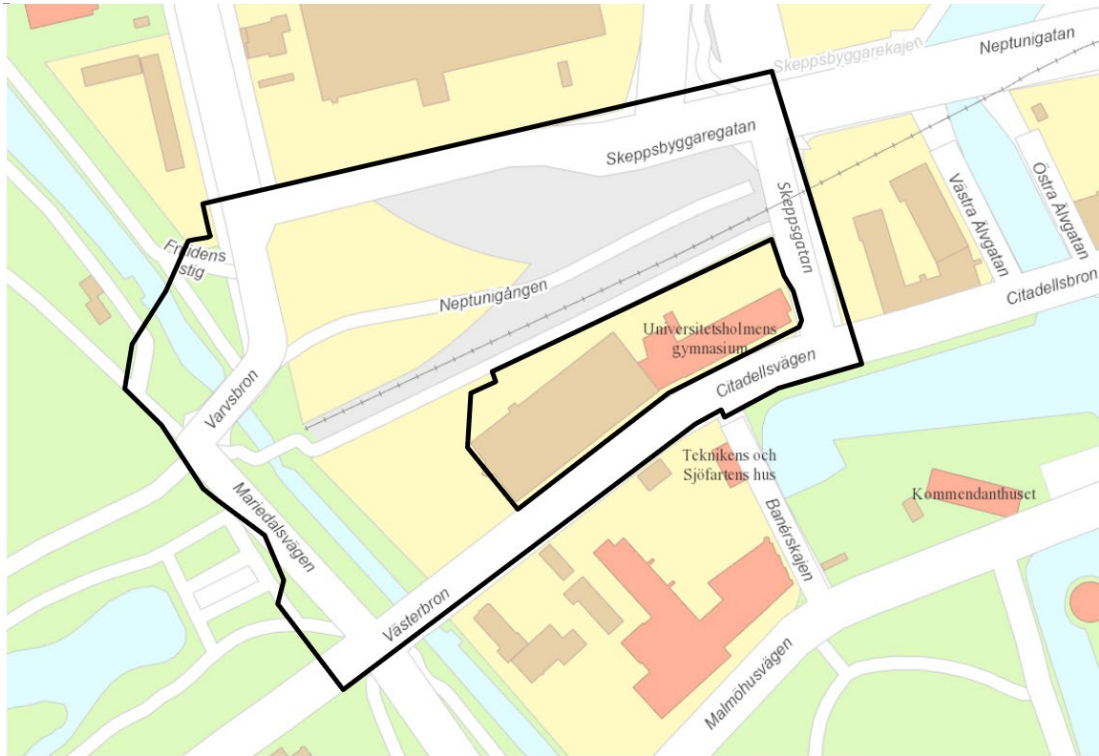 Skeppsbyggarekajen
Neptunigatan
Skeppsbyggaregatan
Skeppsgatan
Västra Älvgatan
Östra Älvgatan
Fridens
stig
Neptunigången
Citadellsbron
Universitetsholmens
gymnasium
Citadellsvägen
Varvsbron
Teknikens och
Sjöfartens hus
Kommendanthuset
Mariedalsvägen
Banérskajen
Västerbron
Malmöhusvägen